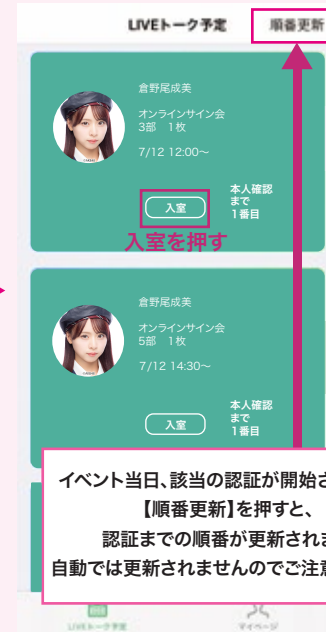 LIVEトーク予定
順番更新
倉野尾成美
オンラインサイン会
3部 1枚
7/12 12:00〜
入室
本人確認
まで
1番目
入室を押す
倉野尾成美
オンラインサイン会
5部 1枚
7/12 14:30〜
入室
本人確認
まで
1番目
イベント当日、該当の認証が開始さ
【順番更新】を押すと、
認証までの順番が更新されま
自動では更新されませんのでご注意
LIVEトーク予定
マイページ